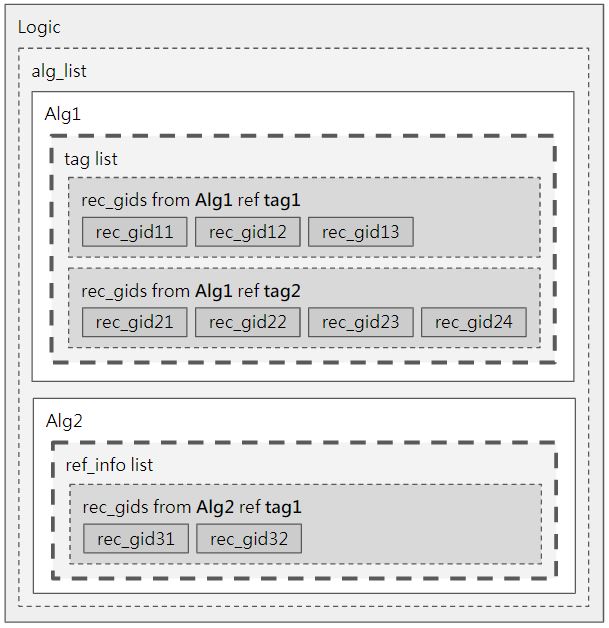 Logic
alg_list
Alg1
tag list
rec_gids from Alg1 ref tag1
rec_gid11 rec_gid12 rec_gid13
rec_gids from Alg1 ref tag2
rec_gid21 rec_gid22 rec_gid23 rec_gid24
Alg2
ref_info list
rec_gids from Alg2 ref tag1
rec_gid31 rec_gid32